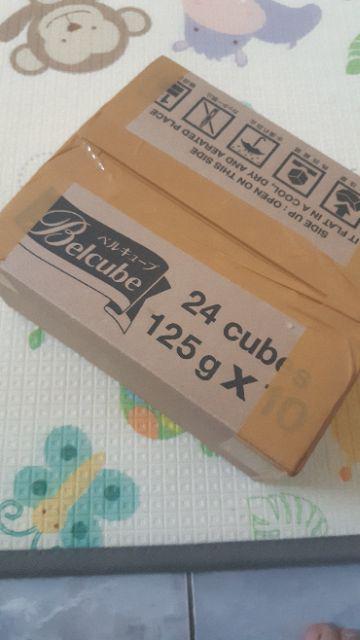 ベルキューブ
Belcube
24 cubes
125g X 10
SIDE UP : OPEN ON THIS SIDE
IT FLAT IN A COOL, DRY AND AERATED PLACE